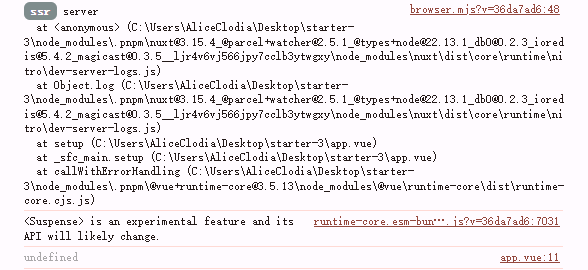 ssr server browser.mjs?v=36da7ad6:48
at <anonymous> (C:\Users\AliceClodia\Desktop\starter-
3\node_modules\.pnpm\nuxt@3.15.4_@parcel+watcher@2.5.1_@types+node@22.13.1_db0@0.2.3_iored
is@5.4.2_magicast@0.3.5__ljr4v6vj566jpy7cclb3ytwgxy\node_modules\nuxt\dist\core\runtime\ni
tro\dev-server-logs.js)
at Object.log (C:\Users\AliceClodia\Desktop\starter-
3\node_modules\.pnpm\nuxt@3.15.4_@parcel+watcher@2.5.1_@types+node@22.13.1_db0@0.2.3_iored
is@5.4.2_magicast@0.3.5__ljr4v6vj566jpy7cclb3ytwgxy\node_modules\nuxt\dist\core\runtime\ni
tro\dev-server-logs.js)
at setup (C:\Users\AliceClodia\Desktop\starter-3\app.vue)
at _sfc_main.setup (C:\Users\AliceClodia\Desktop\starter-3\app.vue)
at callWithErrorHandling (C:\Users\AliceClodia\Desktop\starter-
3\node_modules\.pnpm\@vue+runtime-core@3.5.13\node_modules\@vue\runtime-core\dist\runtime-
core.cjs.js)
<Suspense> is an experimental feature and its runtime-core.esm-bun….js?v=36da7ad6:7031
API will likely change.
undefined app.vue:11